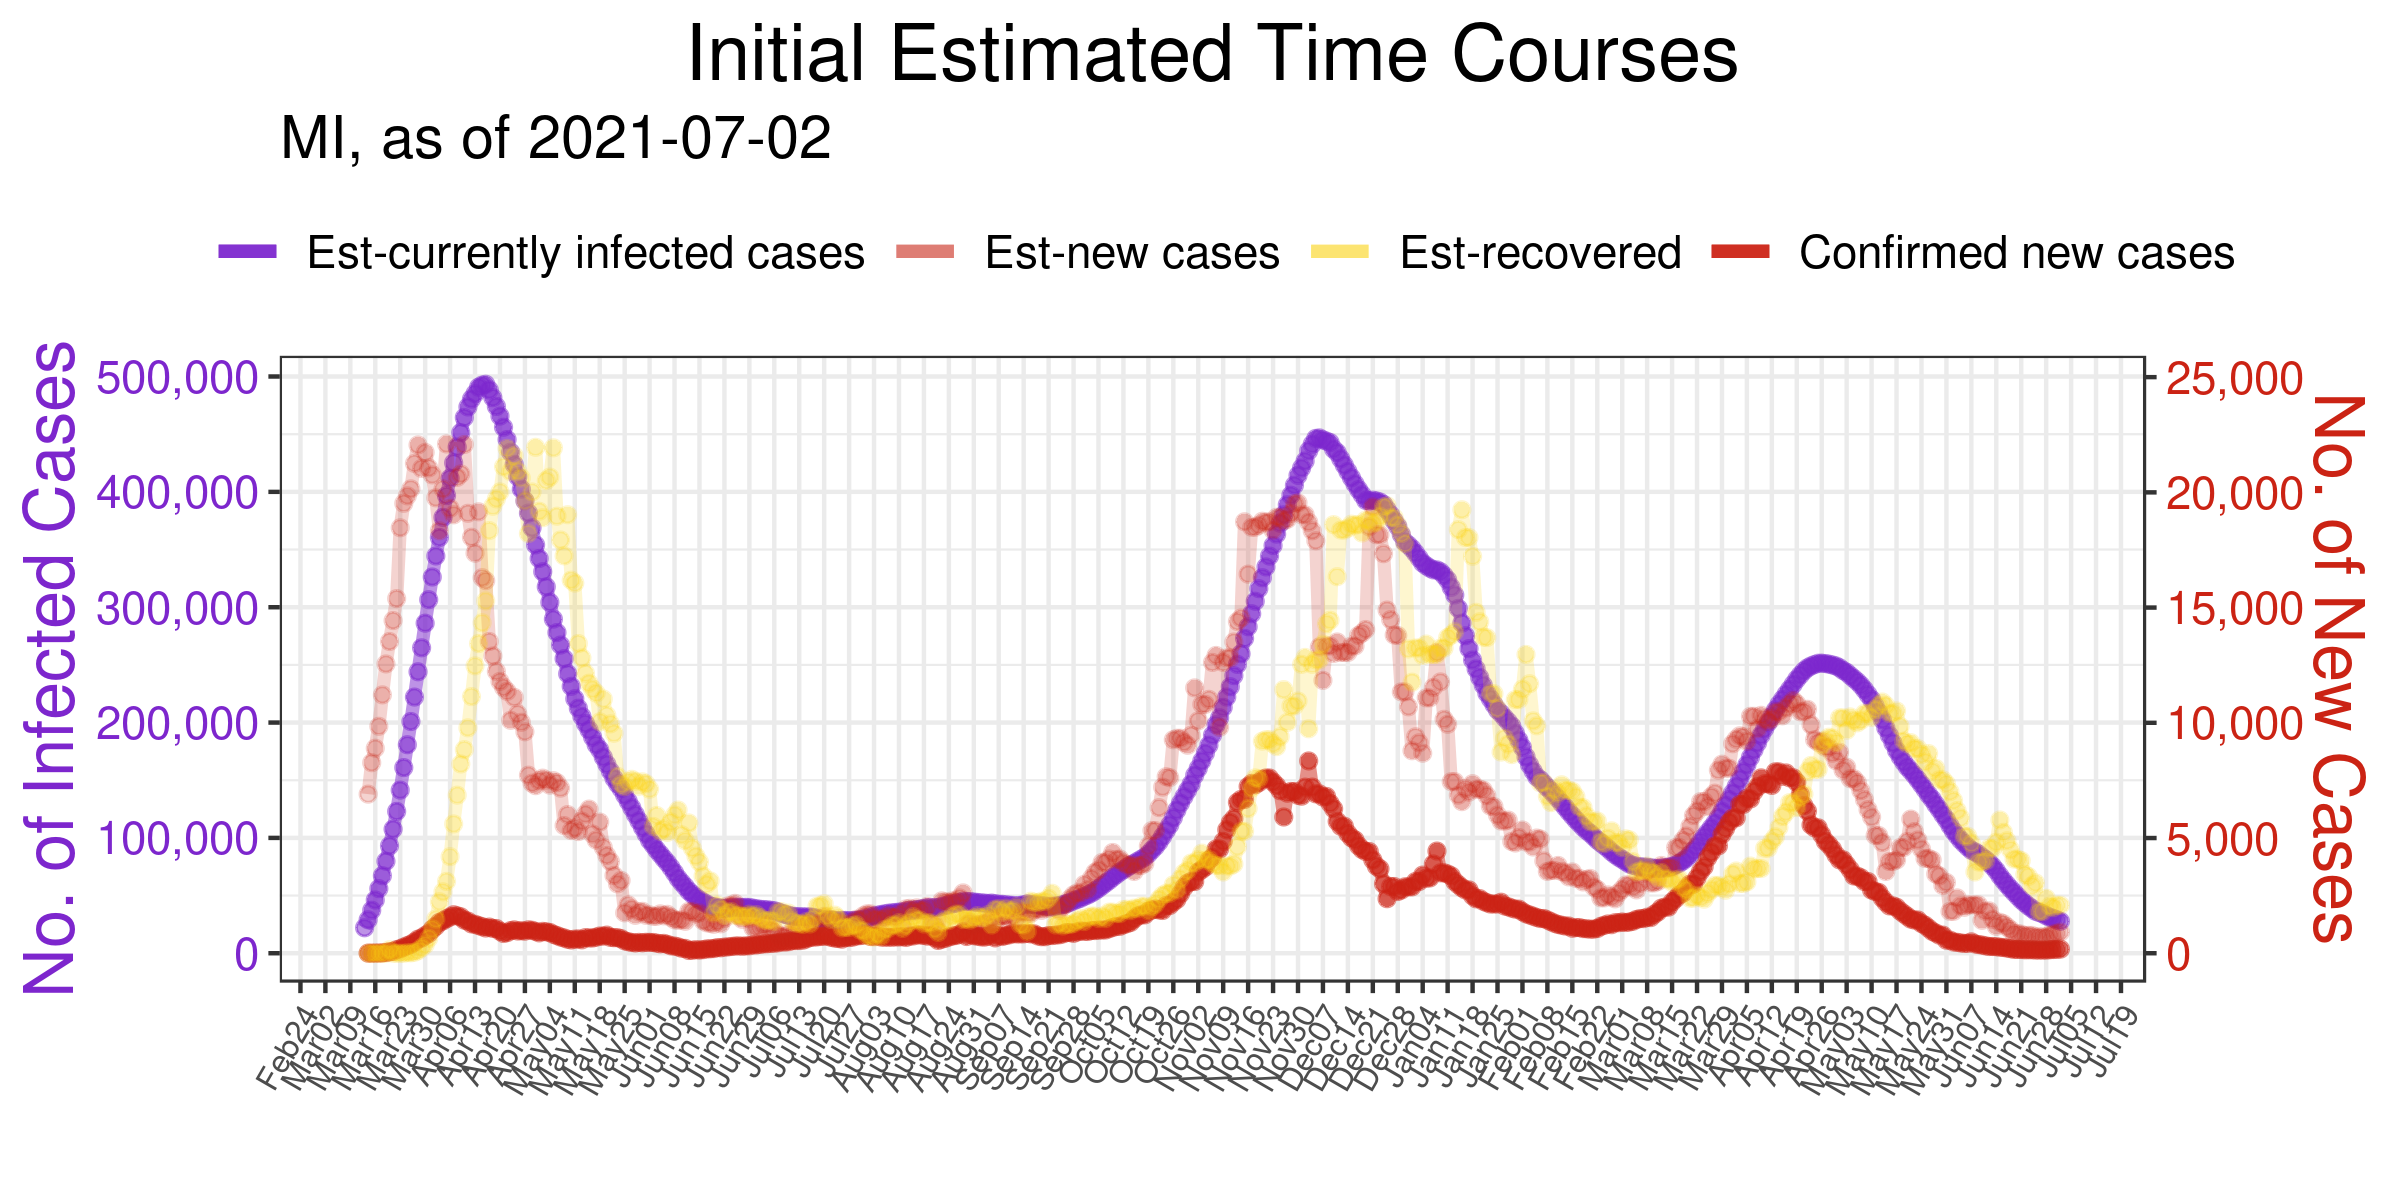 Initial Estimated Time Courses
MI, as of 2021-07-02
Est-currently infected cases
Est-new cases
Est-recovered
Confirmed new cases
No. of Infected Cases
500,000
400,000
300,000
200,000
100,000
0
25,000
20,000
15,000
10,000
5,000
0
No. of New Cases
Feb24
Mar02
Mar09
Mar16
Mar23
Mar30
Apr06
Apr13
Apr20
Apr27
May04
May11
May18
May25
Jun01
Jun08
Jun15
Jun22
Jun29
Jul06
Jul13
Jul20
Jul27
Aug03
Aug10
Aug17
Aug24
Aug31
Sep07
Sep14
Sep21
Sep28
Oct05
Oct12
Oct19
Oct26
Nov02
Nov09
Nov16
Nov23
Nov30
Dec07
Dec14
Dec21
Dec28
Jan04
Jan11
Jan18
Jan25
Feb01
Feb08
Feb15
Feb22
Mar01
Mar08
Mar15
Mar22
Mar29
Apr05
Apr12
Apr19
Apr26
May03
May10
May17
May24
May31
Jun07
Jun14
Jun21
Jun28
Jul05
Jul12
Jul19